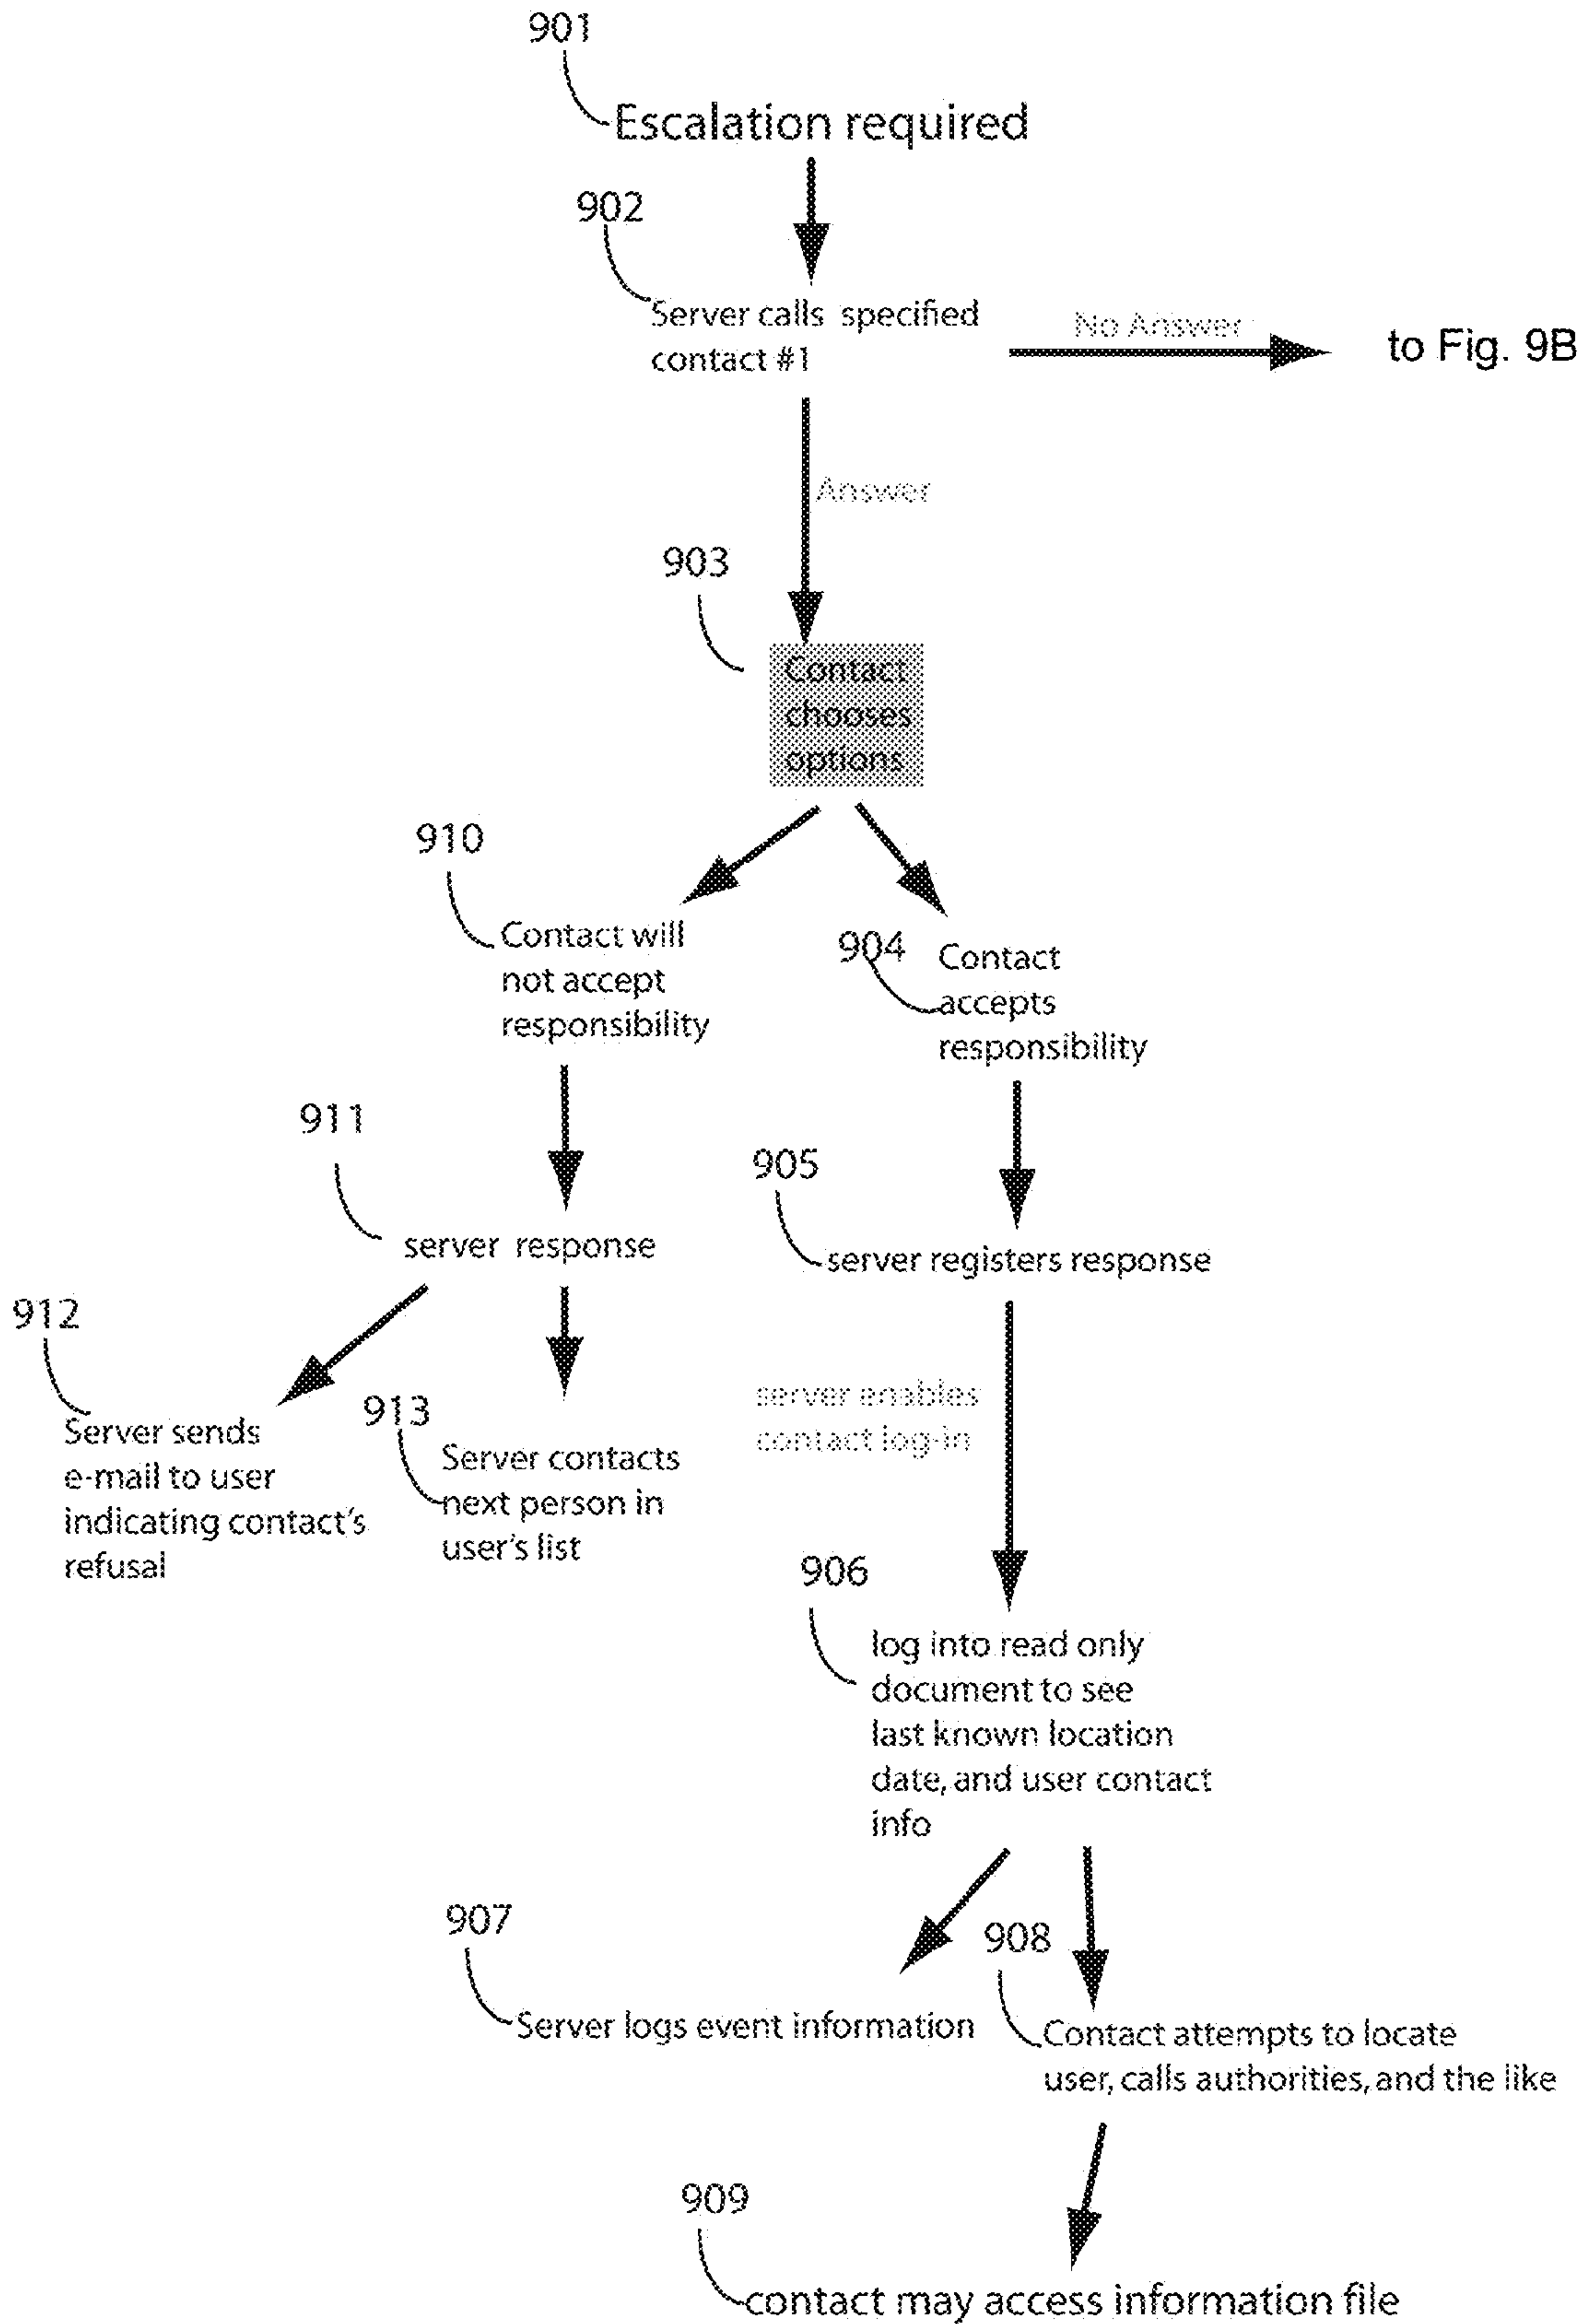 901
Escalation required
902
Server calls specified
contact #1
No Answer
to Fig. 9B
Answer
903
Contact
chooses
options
910
Contact will
not accept
responsibility
904
Contact
accepts
responsibility
911
server response
905
server registers response
912
Server sends
e-mail to user
indicating contact's
refusal
913
Server contacts
next person in
user's list
server enables
contact log-in
906
log into read only
document to see
last known location
date, and user contact
info
907
Server logs event information
908
Contact attempts to locate
user, calls authorities, and the like
909
contact may access information file